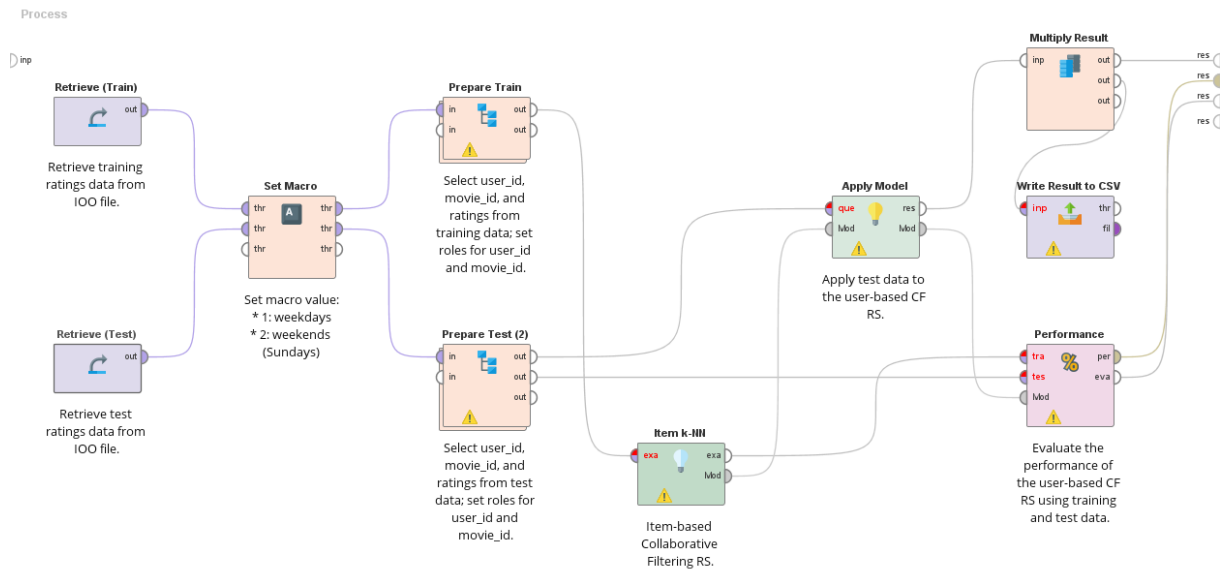 Process
inp
Retrieve (Train)
out
Retrieve training
ratings data from
IOO file.
Retrieve (Test)
out
Retrieve test
ratings data from
IOO file.
Set Macro
thr thr
thr thr
thr thr
Set macro value:
* 1: weekdays
* 2: weekends
(Sundays)
Prepare Train
in out
in out
Select user_id,
movie_id, and
ratings from
training data; set
roles for user_id
and movie_id.
Prepare Test (2)
in out
in out
out
Select user_id,
movie_id, and
ratings from test
data; set roles for
user_id and
movie_id.
Item k-NN
exa exa
Mod
Item-based
Collaborative
Filtering RS.
Apply Model
que res
Mod Mod
Apply test data to
the user-based CF
RS.
Multiply Result
inp out
out
out
Write Result to CSV
inp thr
fil
Performance
tra per
tes eva
Mod
Evaluate the
performance of
the user-based CF
RS using training
and test data.
res
res
res
res